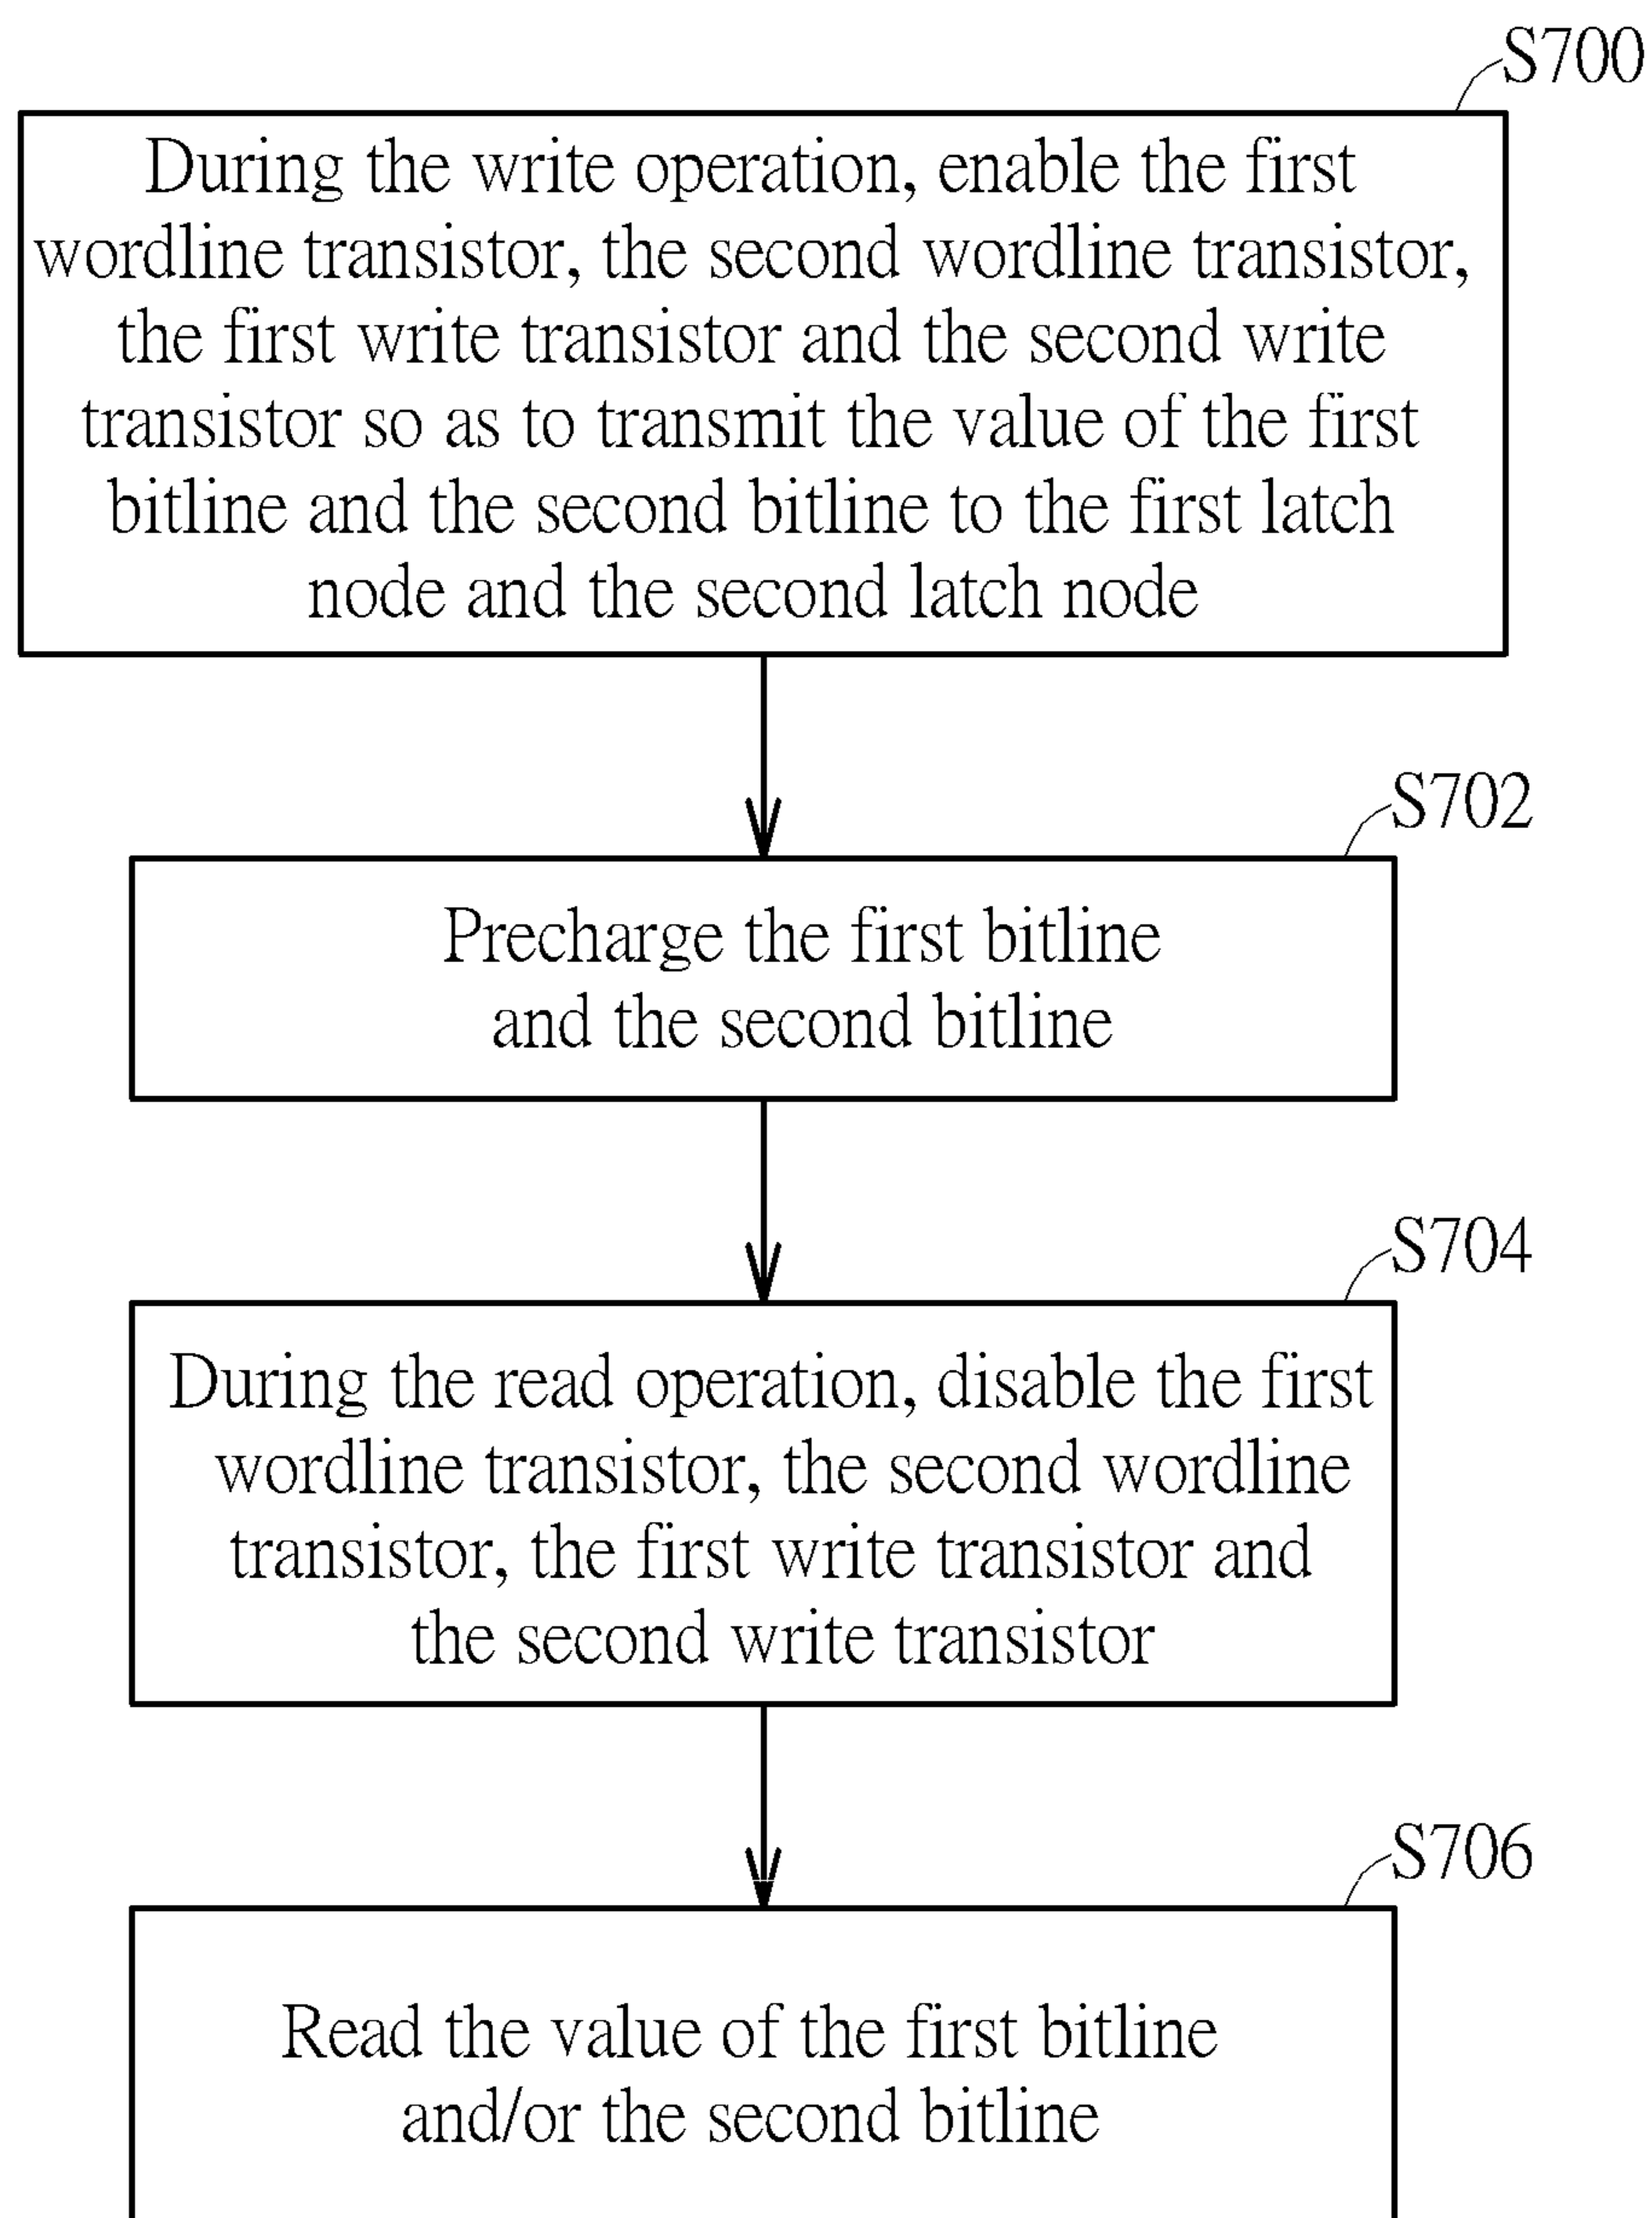 S700
During the write operation, enable the first
wordline transistor, the second wordline transistor,
the first write transistor and the second write
transistor so as to transmit the value of the first
bitline and the second bitline to the first latch
node and the second latch node
S702
Precharge the first bitline
and the second bitline
S704
During the read operation, disable the first
wordline transistor, the second wordline
transistor, the first write transistor and
the second write transistor
S706
Read the value of the first bitline
and/or the second bitline